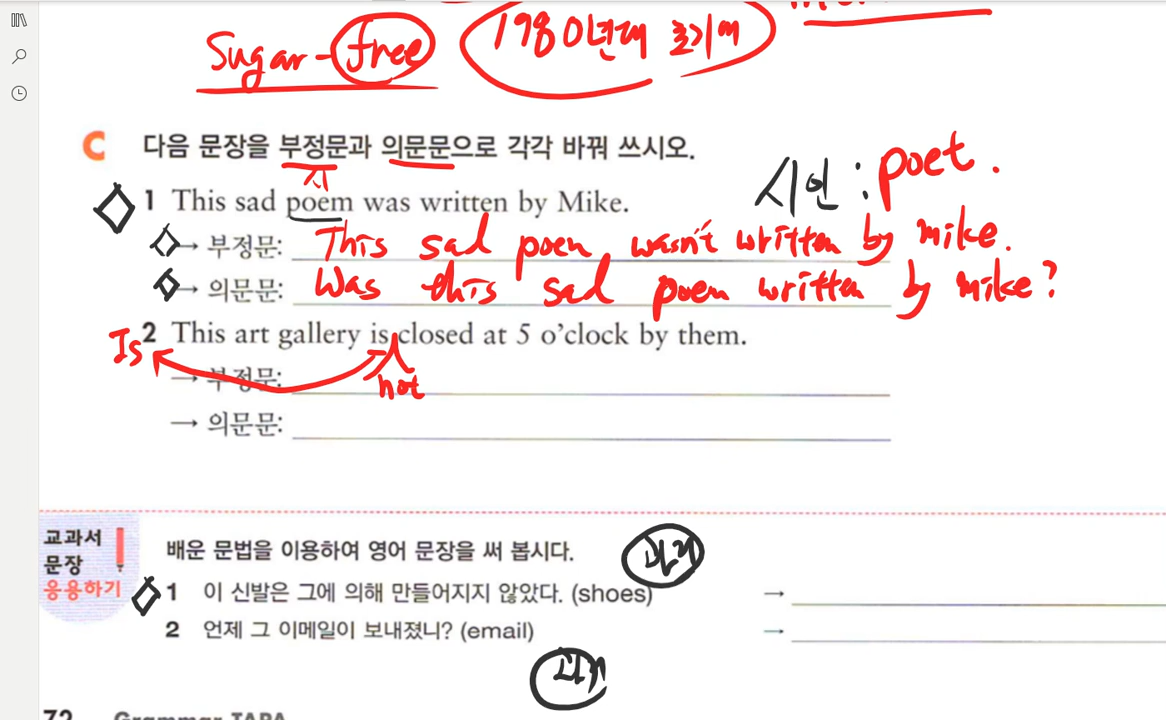 Sugar-free 1980년대 초기에
C 다음 문장을 부정문과 의문문으로 각각 바꿔 쓰시오.
시
시인 : poet.
1 This sad poem was written by Mike.
→ 부정문: This sad poem wasn't written by mike.
→ 의문문: Was this sad poem written by mike?
Is 2 This art gallery is closed at 5 o'clock by them.
→ 부정문: not
→ 의문문:
교과서
문장
응용하기
배운 문법을 이용하여 영어 문장을 써 봅시다. 과거
1 이 신발은 그에 의해 만들어지지 않았다. (shoes) →
2 언제 그 이메일이 보내졌니? (email) →
과거
72 Grammar TAPA